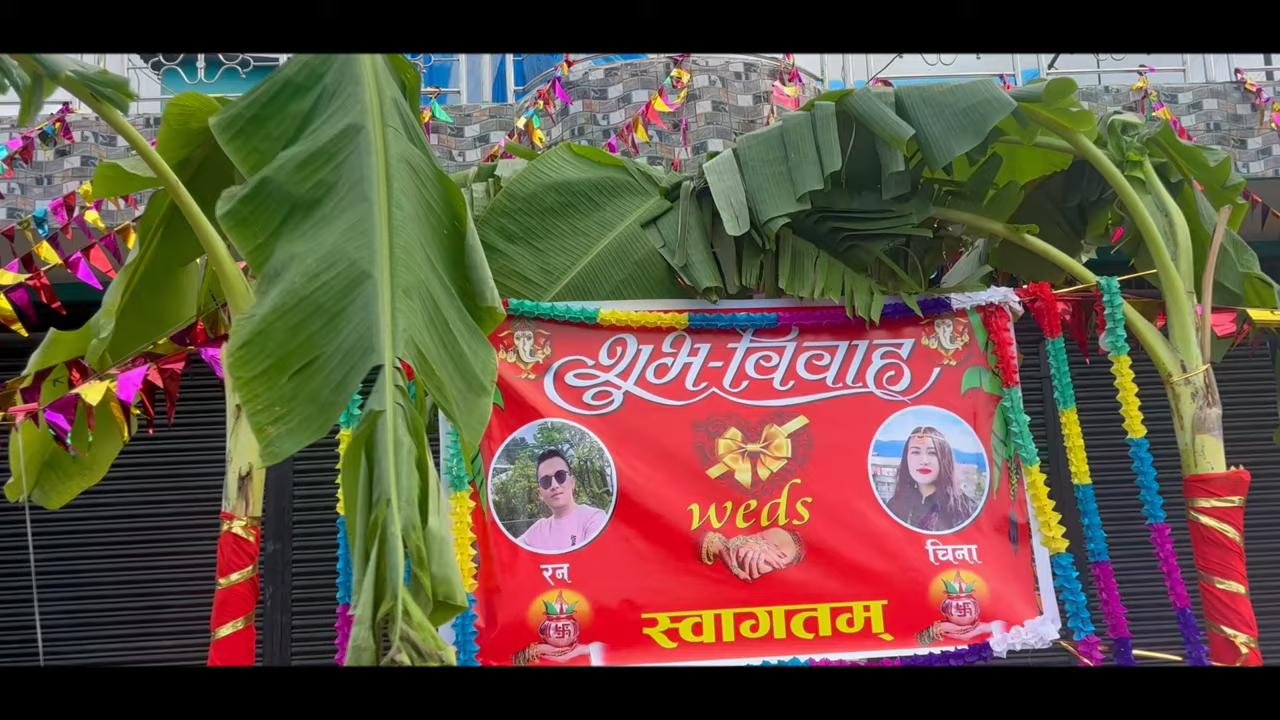 शुभ-विवाह
weds
रन
चिना
स्वागतम्